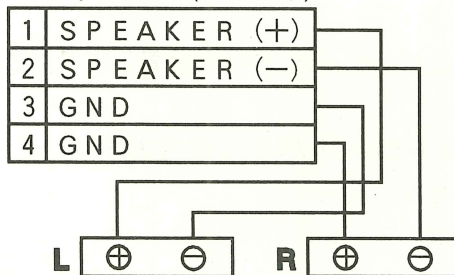 1 SPEAKER (+)
2 SPEAKER (−)
3 GND
4 GND
L ⊕ ⊖ R ⊕ ⊖